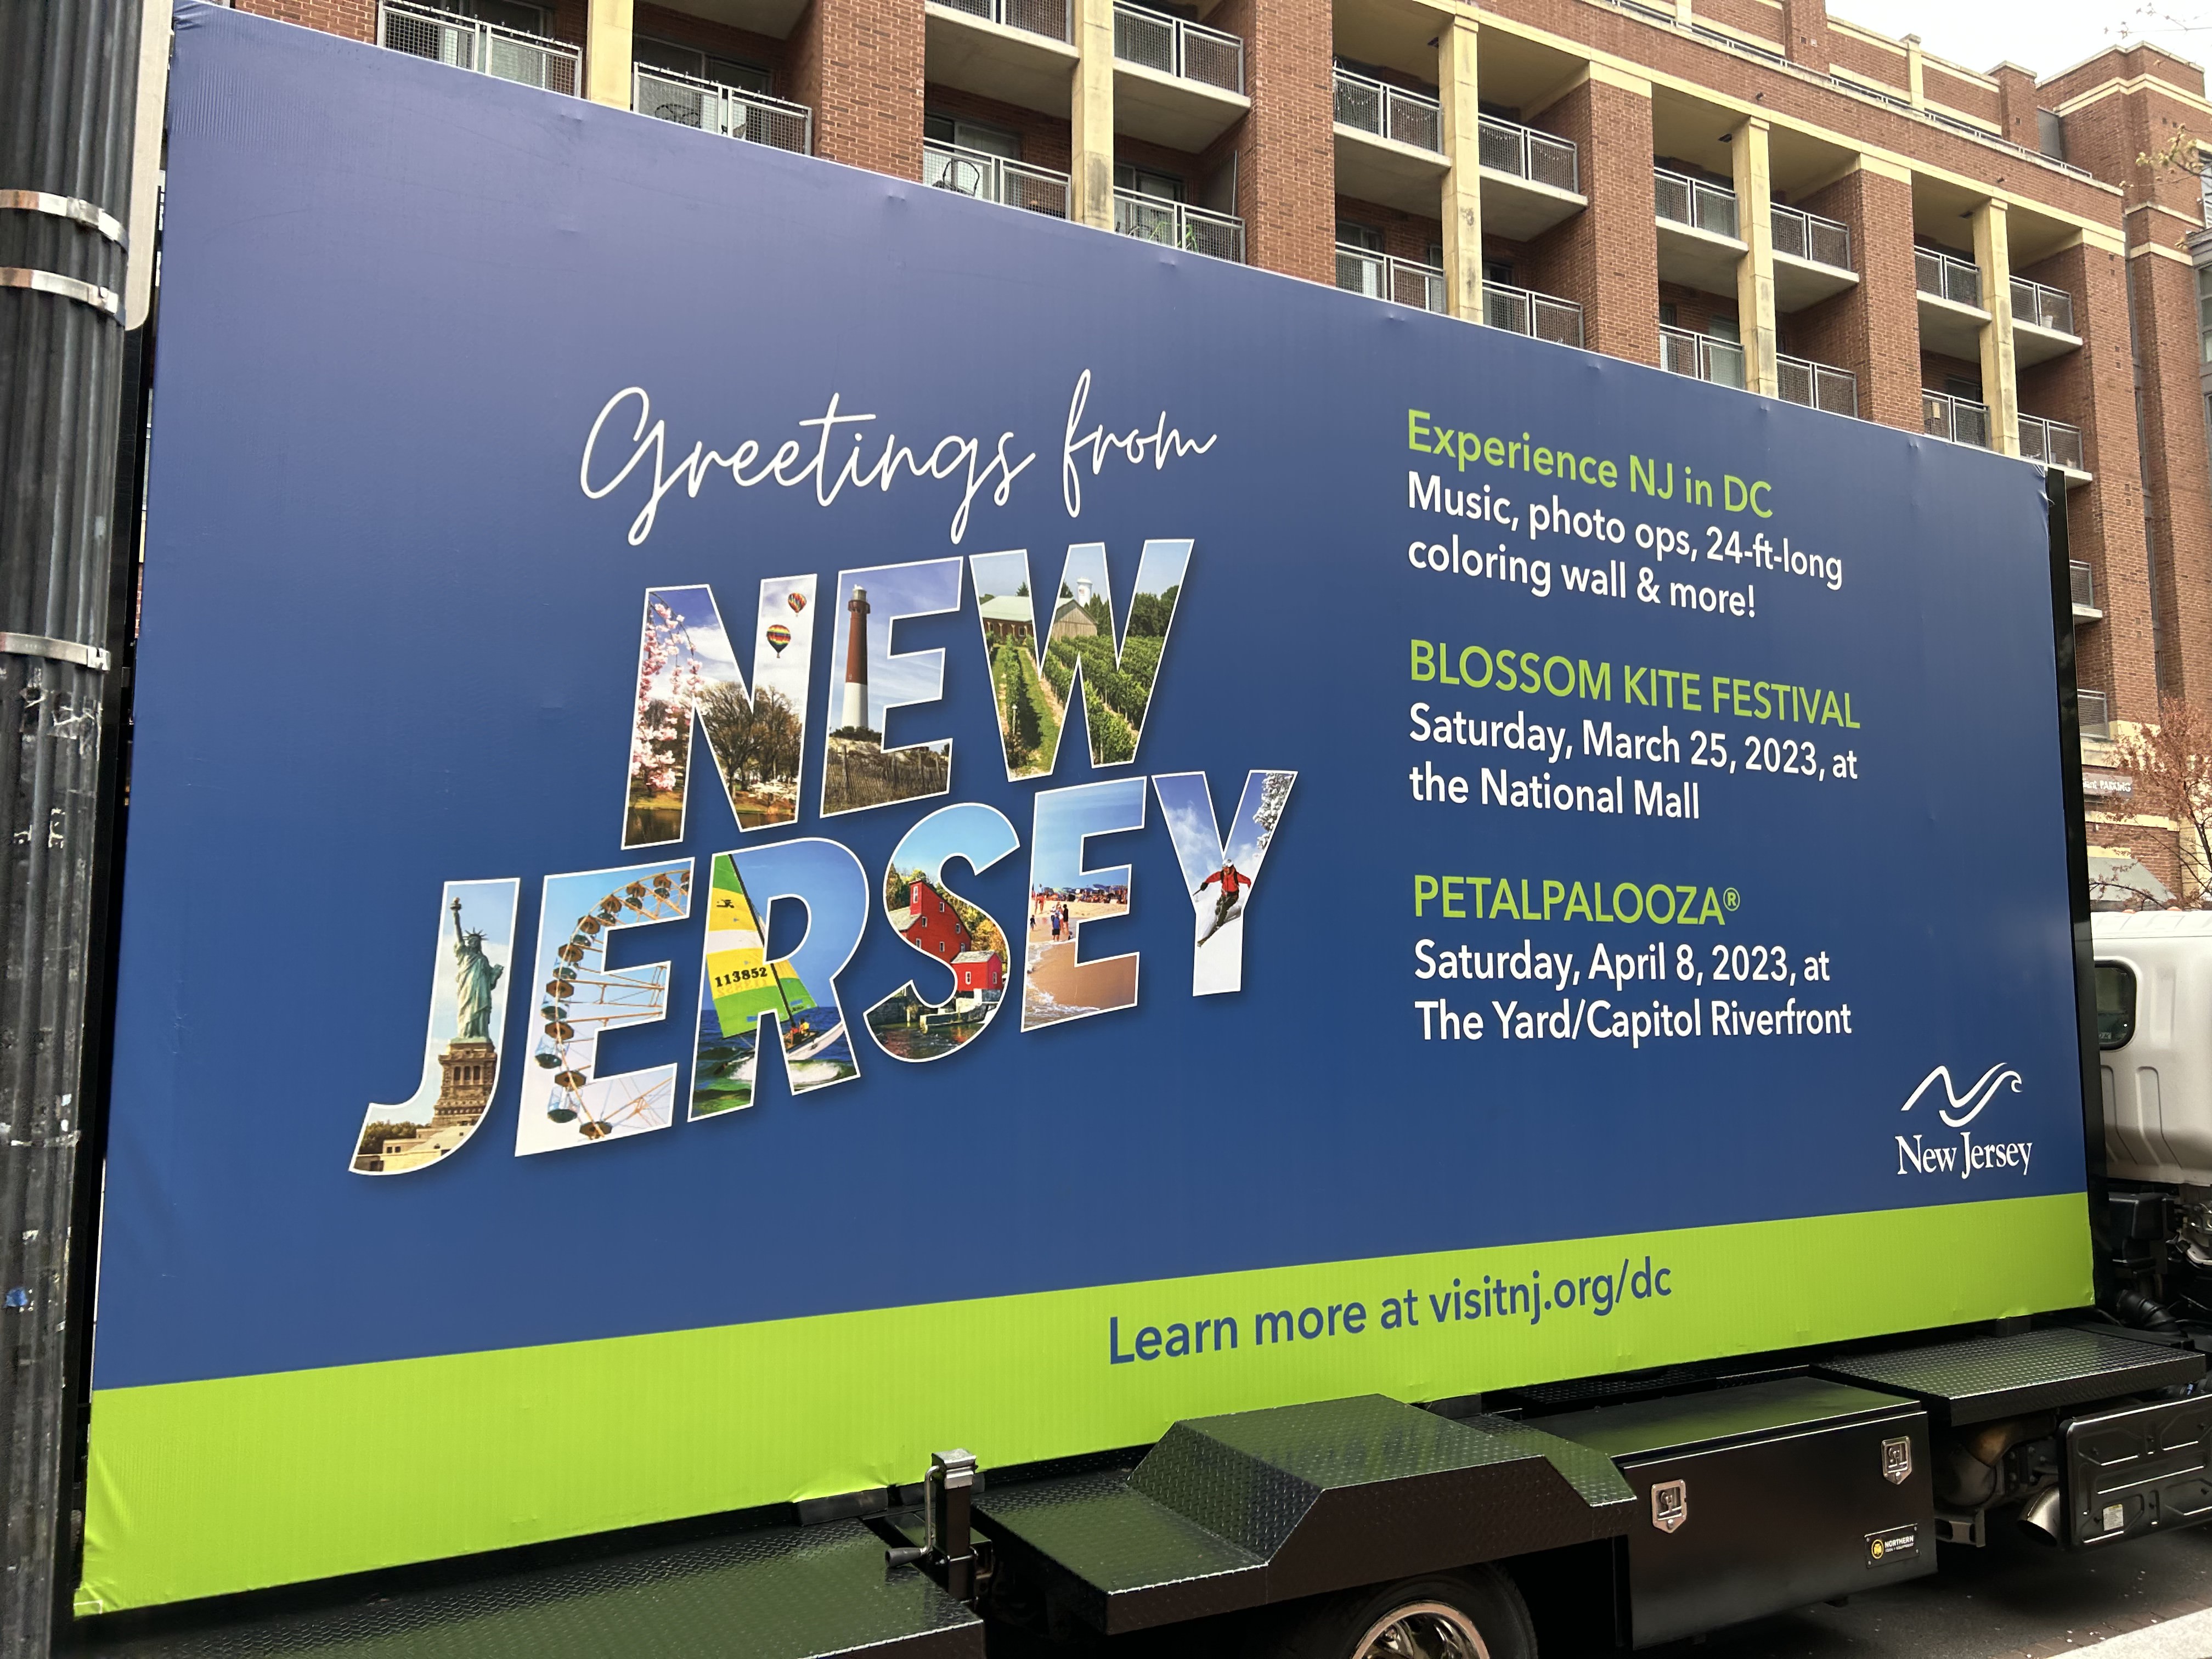 Greetings from
NEW
JERSEY
113852
Experience NJ in DC
Music, photo ops, 24-ft-long
coloring wall & more!
BLOSSOM KITE FESTIVAL
Saturday, March 25, 2023, at
the National Mall
PETALPALOOZA®
Saturday, April 8, 2023, at
The Yard/Capitol Riverfront
New Jersey
Learn more at visitnj.org/dc
PARKING
NORTHERN